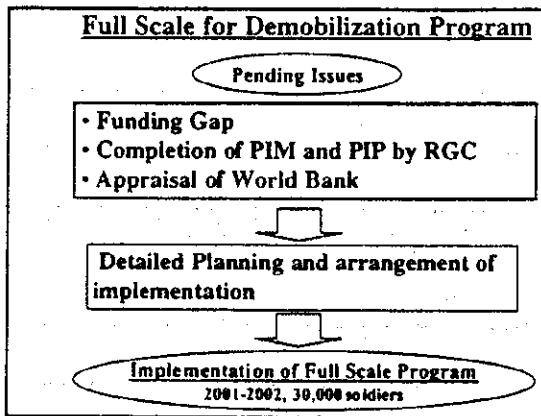 Full Scale for Demobilization Program
Pending Issues
• Funding Gap
• Completion of PIM and PIP by RGC
• Appraisal of World Bank
Detailed Planning and arrangement of
implementation
Implementation of Full Scale Program
2001-2002, 30,000 soldiers